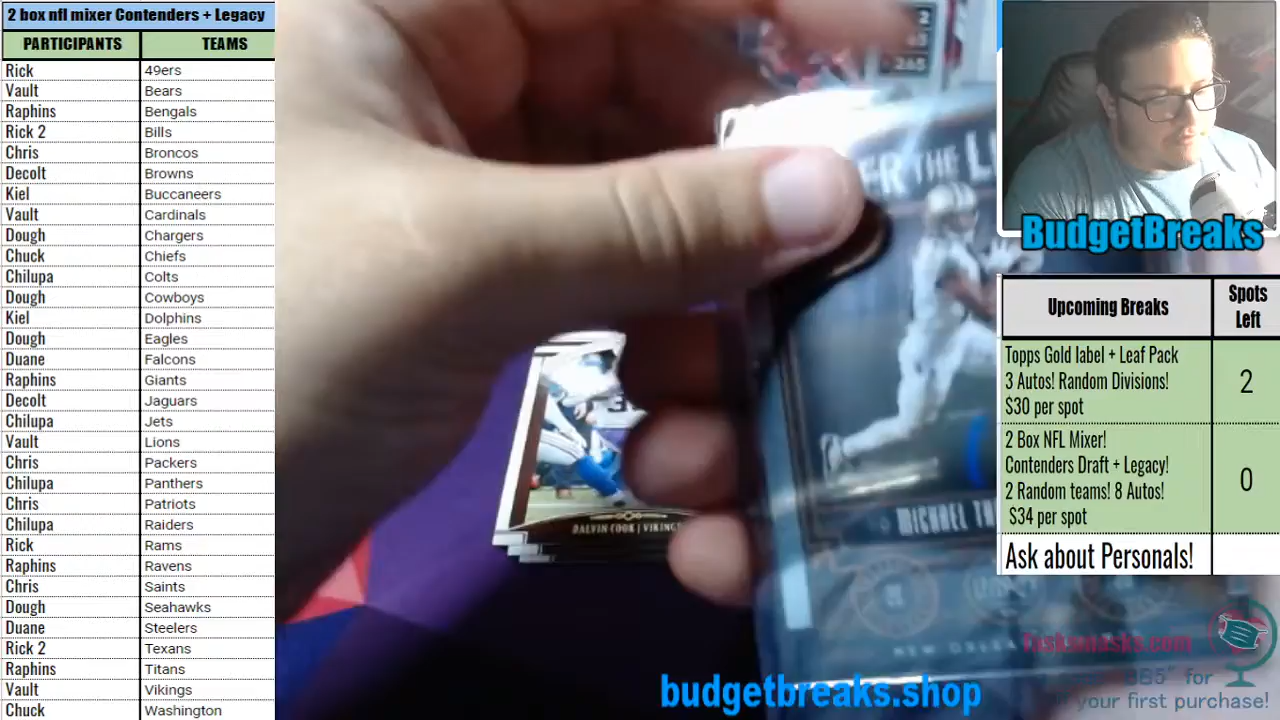 2 box nfl mixer Contenders + Legacy
PARTICIPANTS TEAMS
Rick 49ers
Vault Bears
Raphins Bengals
Rick 2 Bills
Chris Broncos
Decolt Browns
Kiel Buccaneers
Vault Cardinals
Dough Chargers
Chuck Chiefs
Chilupa Colts
Dough Cowboys
Kiel Dolphins
Dough Eagles
Duane Falcons
Raphins Giants
Decolt Jaguars
Chilupa Jets
Vault Lions
Chris Packers
Chilupa Panthers
Chris Patriots
Chilupa Raiders
Rick Rams
Raphins Ravens
Chris Saints
Dough Seahawks
Duane Steelers
Rick 2 Texans
Raphins Titans
Vault Vikings
Chuck Washington
THE
MICHAEL
DALVIN COOK | VIKINGS
NEW
budgetbreaks.shop
BudgetBreaks
Upcoming Breaks Spots Left
Topps Gold label + Leaf Pack
3 Autos! Random Divisions!
$30 per spot
2
2 Box NFL Mixer!
Contenders Draft + Legacy!
2 Random teams! 8 Autos!
$34 per spot
0
Ask about Personals!
for
your first purchase!